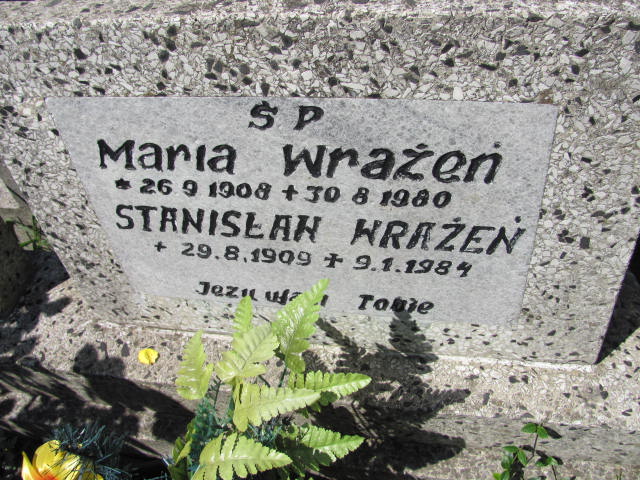 Ś P
Maria Wrażeń
* 26 9 1908 + 30 8 1980
STANISŁAW WRAŻEŃ
+ 29.8.1909 + 9.1.1984
Jezu ufam Tobie